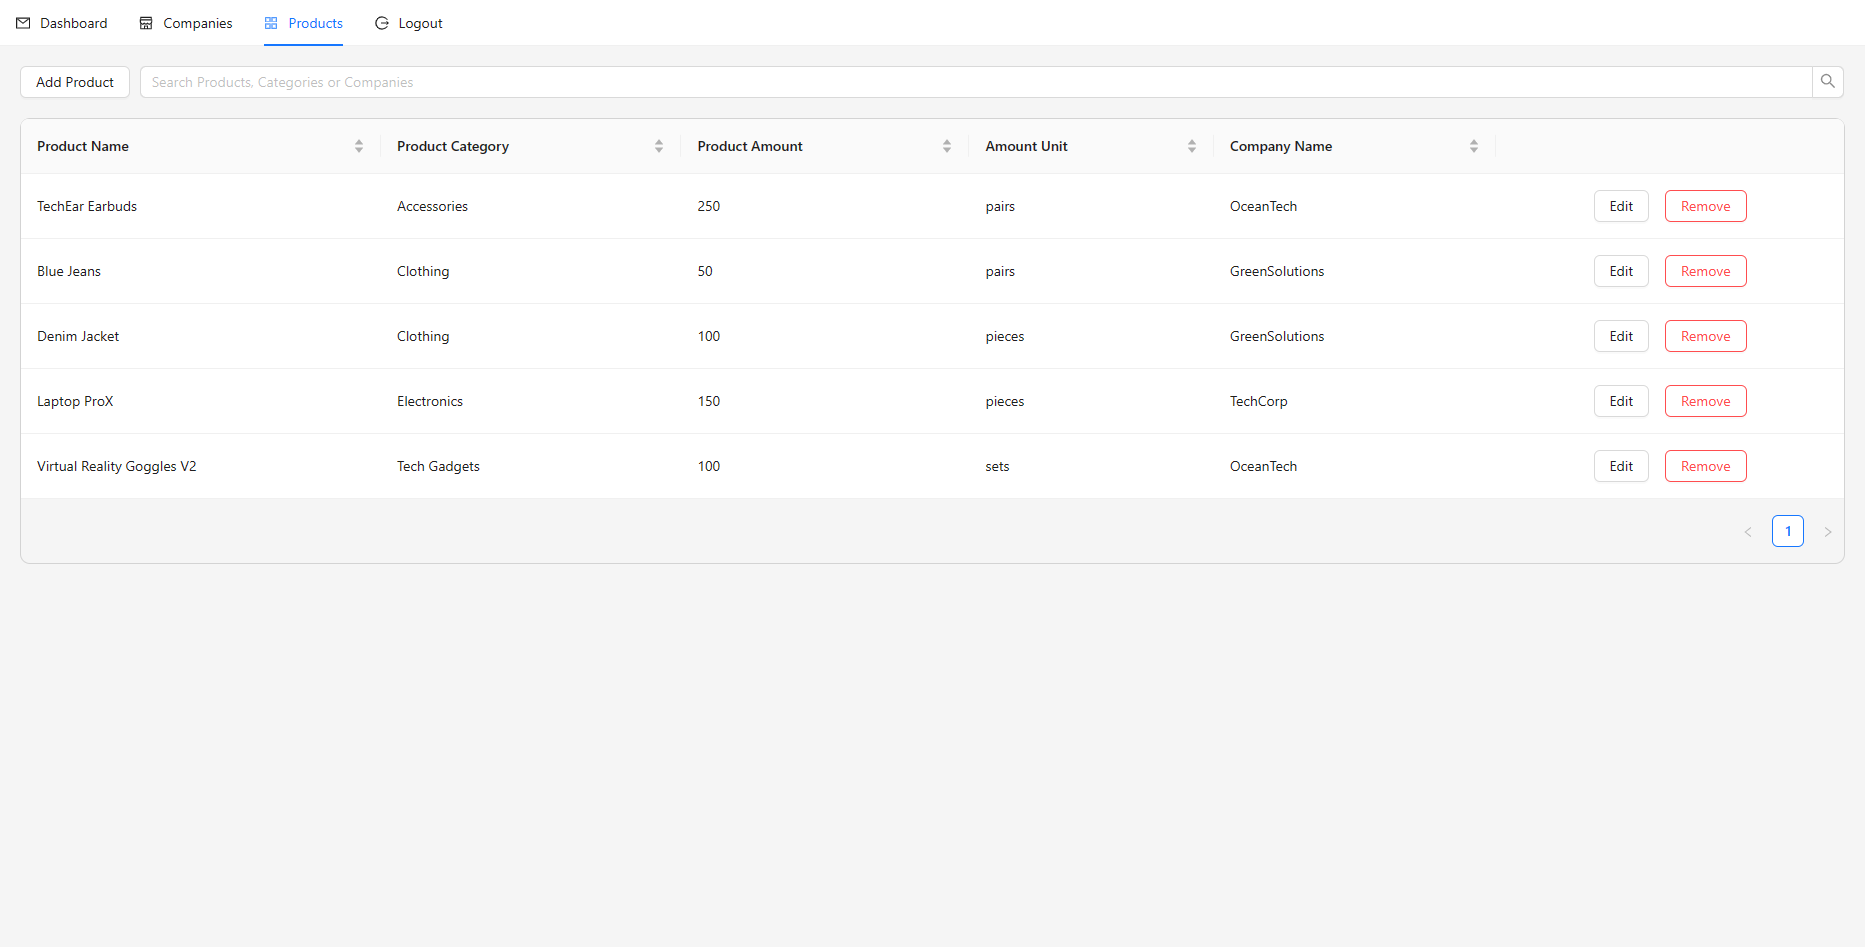 Dashboard Companies Products Logout
Add Product Search Products, Categories or Companies
Product Name Product Category Product Amount Amount Unit Company Name
TechEar Earbuds Accessories 250 pairs OceanTech Edit Remove
Blue Jeans Clothing 50 pairs GreenSolutions Edit Remove
Denim Jacket Clothing 100 pieces GreenSolutions Edit Remove
Laptop ProX Electronics 150 pieces TechCorp Edit Remove
Virtual Reality Goggles V2 Tech Gadgets 100 sets OceanTech Edit Remove
1